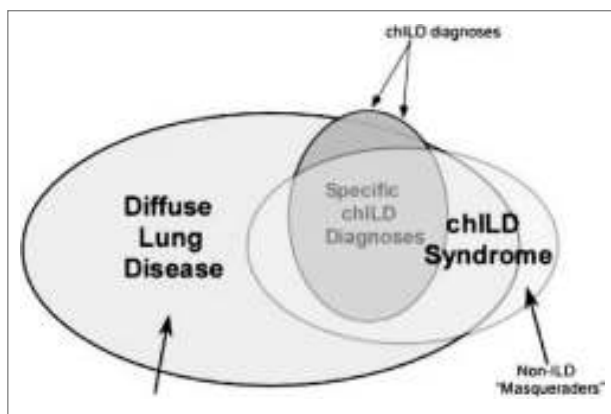 chILD diagnoses
Specific
chILD
Diagnoses
Diffuse
Lung
Disease
chILD
Syndrome
Non-ILD
"Masqueraders"